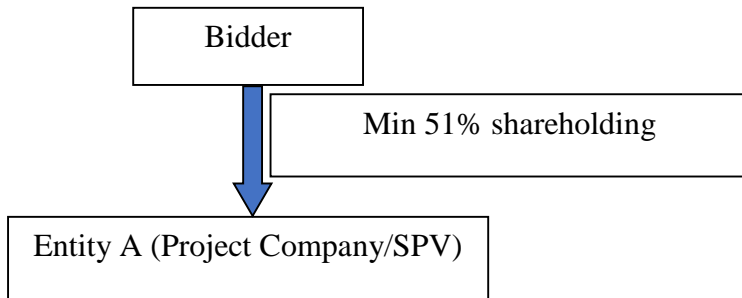 Bidder
Min 51% shareholding
Entity A (Project Company/SPV)